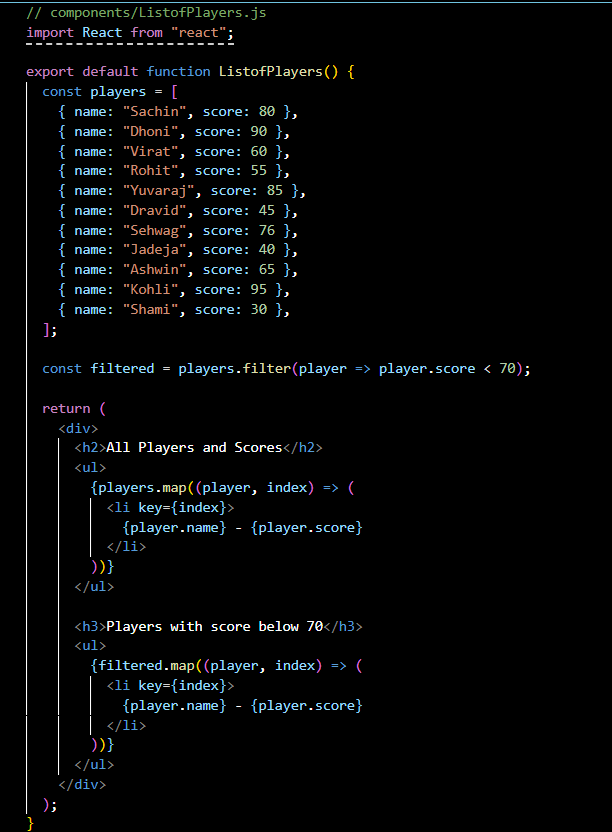 // components/ListofPlayers.js
import React from "react";

export default function ListofPlayers() {
  const players = [
    { name: "Sachin", score: 80 },
    { name: "Dhoni", score: 90 },
    { name: "Virat", score: 60 },
    { name: "Rohit", score: 55 },
    { name: "Yuvaraj", score: 85 },
    { name: "Dravid", score: 45 },
    { name: "Sehwag", score: 76 },
    { name: "Jadeja", score: 40 },
    { name: "Ashwin", score: 65 },
    { name: "Kohli", score: 95 },
    { name: "Shami", score: 30 },
  ];

  const filtered = players.filter(player => player.score < 70);

  return (
    <div>
      <h2>All Players and Scores</h2>
      <ul>
        {players.map((player, index) => (
          <li key={index}>
            {player.name} - {player.score}
          </li>
        ))}
      </ul>

      <h3>Players with score below 70</h3>
      <ul>
        {filtered.map((player, index) => (
          <li key={index}>
            {player.name} - {player.score}
          </li>
        ))}
      </ul>
    </div>
  );
}